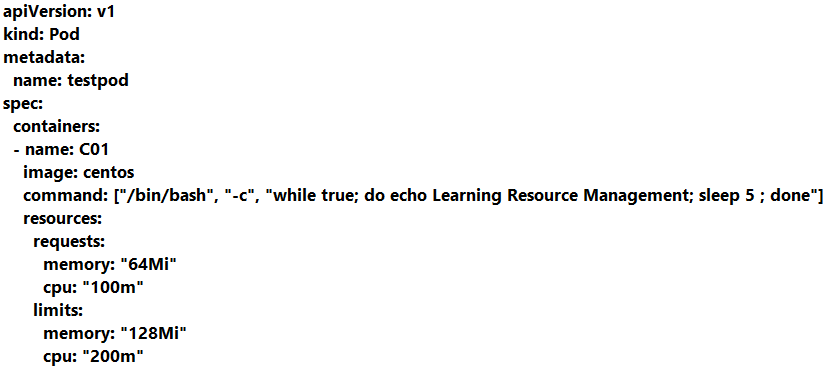 apiVersion: v1
kind: Pod
metadata:
  name: testpod
spec:
  containers:
  - name: C01
    image: centos
    command: ["/bin/bash", "-c", "while true; do echo Learning Resource Management; sleep 5 ; done"]
    resources:
      requests:
        memory: "64Mi"
        cpu: "100m"
      limits:
        memory: "128Mi"
        cpu: "200m"